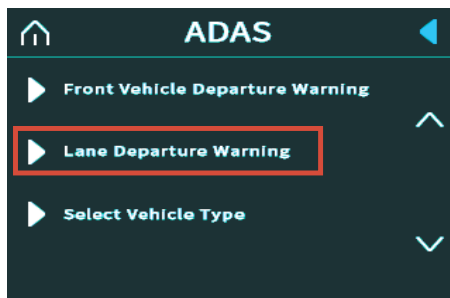 ADAS
Front Vehicle Departure Warning
Lane Departure Warning
Select Vehicle Type